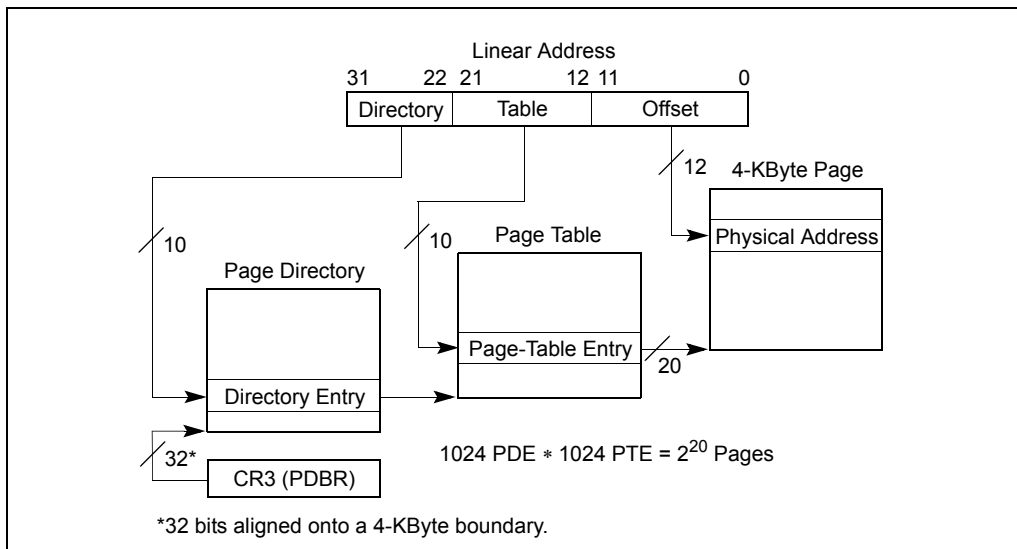 Linear Address
31 22 21 12 11 0
Directory Table Offset
12
4-KByte Page
Physical Address
10
10
Page Table
Page Directory
Page-Table Entry
20
Directory Entry
32*
1024 PDE * 1024 PTE = 2^20 Pages
CR3 (PDBR)
*32 bits aligned onto a 4-KByte boundary.